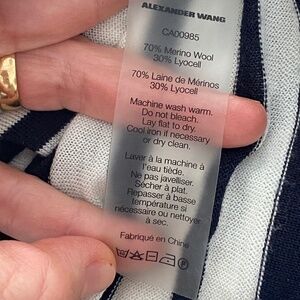 ALEXANDER WANG
CA00985
70% Merino Wool
30% Lyocell
70% Laine de Mérinos
30% Lyocell
Machine wash warm.
Do not bleach.
Lay flat to dry.
Cool iron if necessary
or dry clean.
Laver à la machine à
l'eau tiède.
Ne pas javelliser.
Sécher à plat.
Repasser à basse
température si
nécessaire ou nettoyer
à sec.
Fabriqué en Chine